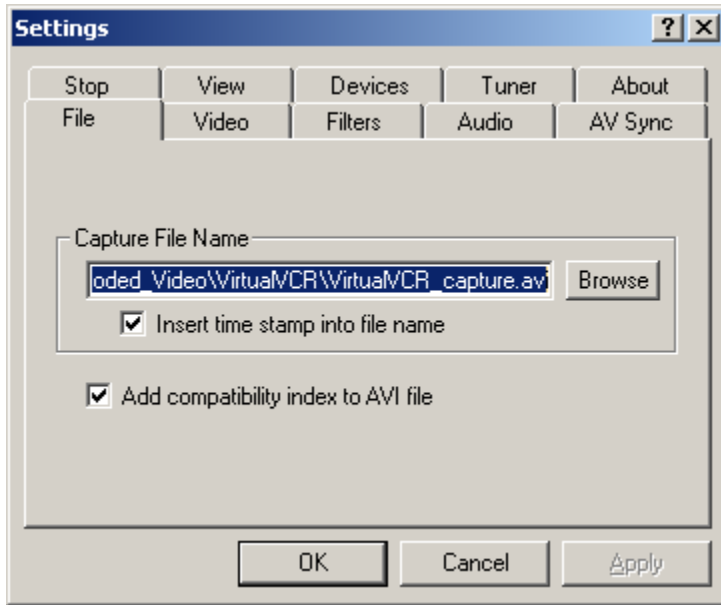 Settings
Stop View Devices Tuner About
File Video Filters Audio AV Sync
Capture File Name
oded_Video\VirtualVCR\VirtualVCR_capture.avi Browse
Insert time stamp into file name
Add compatibility index to AVI file
OK Cancel Apply